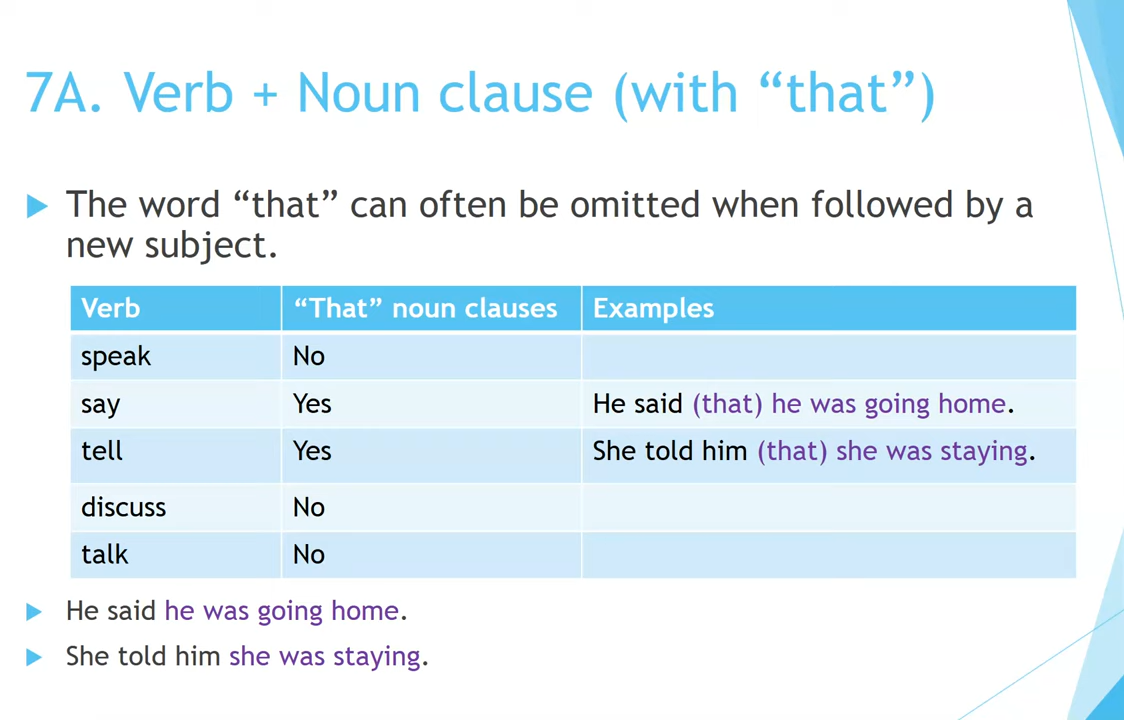 7A. Verb + Noun clause (with “that”)
The word “that” can often be omitted when followed by a
new subject.
Verb “That” noun clauses Examples
speak No
say Yes He said (that) he was going home.
tell Yes She told him (that) she was staying.
discuss No
talk No
He said he was going home.
She told him she was staying.